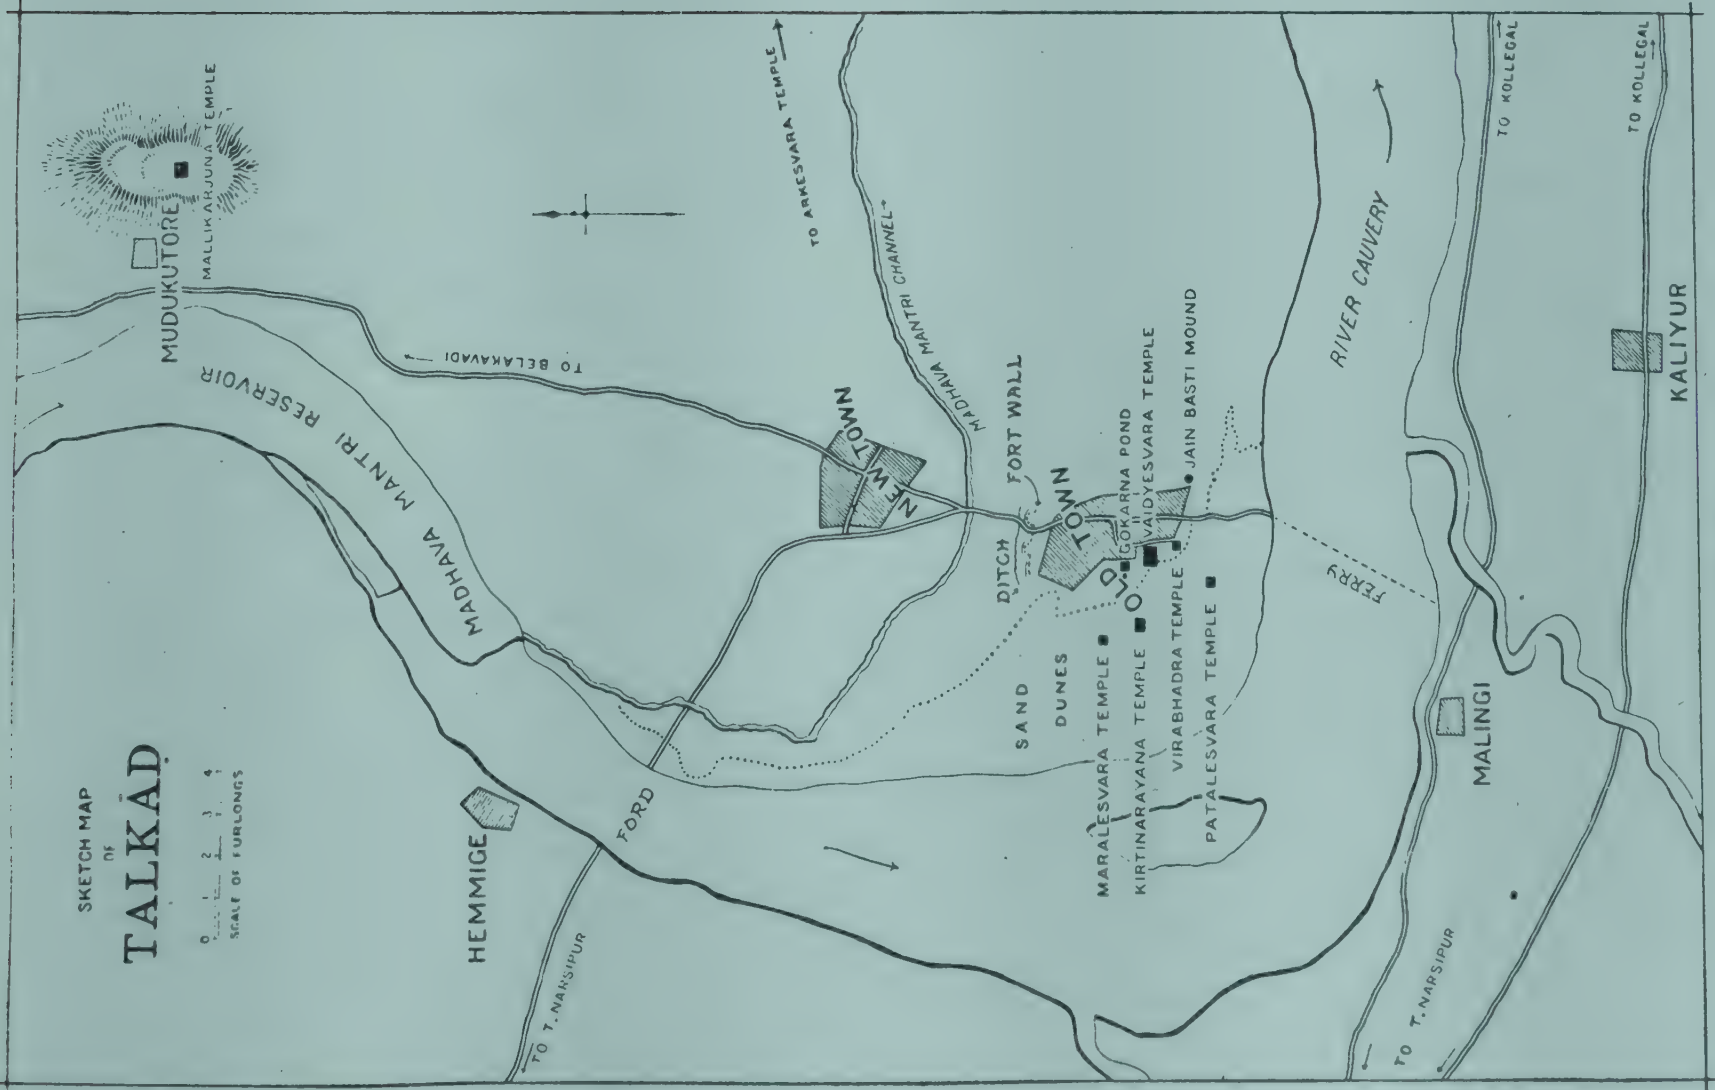 SKETCH MAP
OF
TALKĀD
0 1 2 3 4
SCALE OF FURLONGS
MUDUKUTORE
MALLIKARJUNA TEMPLE
MADHAVA MANTRI RESERVOIR
TO BELAKAVADI
HEMMIGE
TO T. NARSIPUR
FORD
TO ARKESVARA TEMPLE
MADHAVA MANTRI CHANNEL
NEW TOWN
FORT WALL
DITCH
OLD TOWN
GOKARNA POND
VAIDYESVARA TEMPLE
JAIN BASTI MOUND
SAND
DUNES
MARALESVARA TEMPLE
KIRTINARAYANA TEMPLE
VIRABHADRA TEMPLE
PATALESVARA TEMPLE
RIVER CAUVERY
FERRY
TO KOLLEGAL
TO KOLLEGAL
KALIYUR
MALINGI
TO T. NARSIPUR